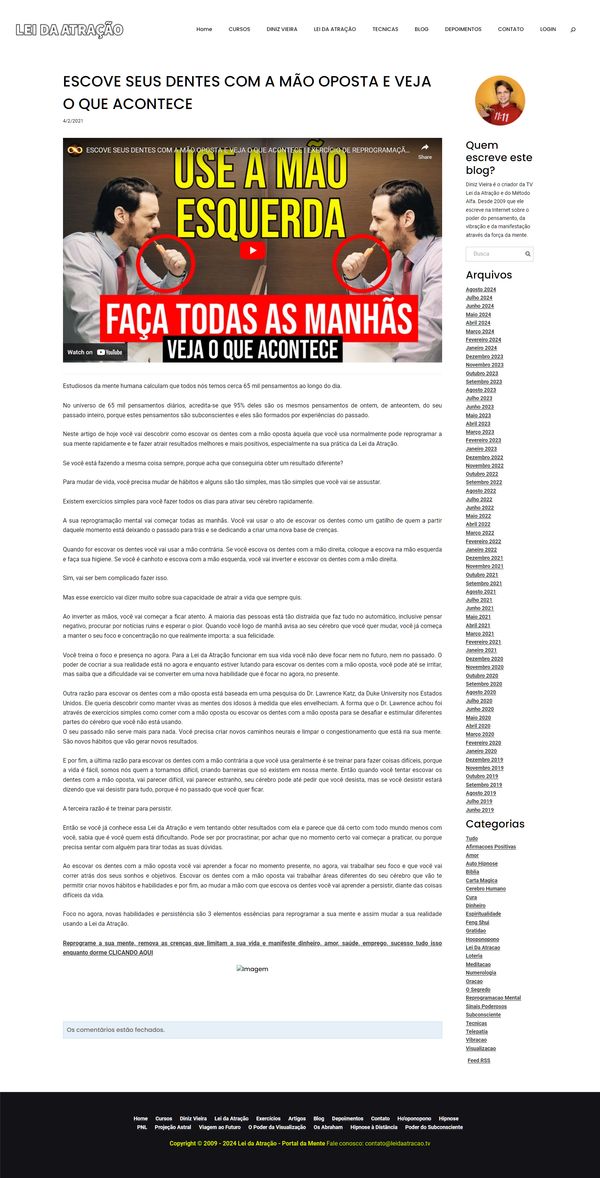 LEI DA ATRAÇÃO
Home CURSOS DINIZ VIEIRA LEI DA ATRAÇÃO TECNICAS BLOG DEPOIMENTOS CONTATO LOGIN
ESCOVE SEUS DENTES COM A MÃO OPOSTA E VEJA
O QUE ACONTECE
4/2/2021
ESCOVE SEUS DENTES COM A MÃO OPOSTA E VEJA O QUE ACONTECE | EXERCÍCIO DE REPROGRAMAÇÃ...
Share
USE A MÃO
ESQUERDA
FAÇA TODAS AS MANHÃS
VEJA O QUE ACONTECE
Watch on YouTube
Estudiosos da mente humana calculam que todos nós temos cerca 65 mil pensamentos ao longo do dia.
No universo de 65 mil pensamentos diários, acredita-se que 95% deles são os mesmos pensamentos de ontem, de anteontem, do seu
passado inteiro, porque estes pensamentos são subconscientes e eles são formados por experiências do passado.
Neste artigo de hoje você vai descobrir como escovar os dentes com a mão oposta àquela que você usa normalmente pode reprogramar a
sua mente rapidamente e te fazer atrair resultados melhores e mais positivos, especialmente na sua prática da Lei da Atração.
Se você está fazendo a mesma coisa sempre, porque acha que conseguiria obter um resultado diferente?
Para mudar de vida, você precisa mudar de hábitos e alguns são tão simples, mas tão simples que você vai se assustar.
Existem exercícios simples para você fazer todos os dias para ativar seu cérebro rapidamente.
A sua reprogramação mental vai começar todas as manhãs. Você vai usar o ato de escovar os dentes como um gatilho de quem a partir
daquele momento está deixando o passado para trás e se dedicando a criar uma nova base de crenças.
Quando for escovar os dentes você vai usar a mão contrária. Se você escova os dentes com a mão direita, coloque a escova na mão esquerda
e faça sua higiene. Se você é canhoto e escova com a mão esquerda, você vai inverter e escovar os dentes com a mão direita.
Sim, vai ser bem complicado fazer isso.
Mas esse exercício vai dizer muito sobre sua capacidade de atrair a vida que sempre quis.
Ao inverter as mãos, você vai começar a ficar atento. A maioria das pessoas está tão distraída que faz tudo no automático, inclusive pensar
negativo, procurar por notícias ruins e esperar o pior. Quando você logo de manhã avisa ao seu cérebro que você quer mudar, você já começa
a manter o seu foco e concentração no que realmente importa: a sua felicidade.
Você treina o foco e presença no agora. Para a Lei da Atração funcionar em sua vida você não deve focar nem no futuro, nem no passado. O
poder de cocriar a sua realidade está no agora e enquanto estiver lutando para escovar os dentes com a mão oposta, você pode até se irritar,
mas saiba que a dificuldade vai se converter em uma nova habilidade que é focar no agora, no presente.
Outra razão para escovar os dentes com a mão oposta está baseada em uma pesquisa do Dr. Lawrence Katz, da Duke University nos Estados
Unidos. Ele queria descobrir como manter vivas as mentes dos idosos à medida que eles envelheciam. A forma que o Dr. Lawrence achou foi
através de exercícios simples como comer com a mão oposta ou escovar os dentes com a mão oposta para se desafiar e estimular diferentes
partes do cérebro que você não está usando.
O seu passado não serve mais para nada. Você precisa criar novos caminhos neurais e limpar o congestionamento que está na sua mente.
São novos hábitos que vão gerar novos resultados.
E por fim, a última razão para escovar os dentes com a mão contrária a que você usa geralmente é se treinar para fazer coisas difíceis, porque
a vida é fácil, somos nós quem a tornamos difícil, criando barreiras que só existem em nossa mente. Então quando você tentar escovar os
dentes com a mão oposta, vai parecer difícil, vai parecer estranho, seu cérebro pode até pedir que você desista, mas se você desistir estará
dizendo que vai desistir para tudo, porque é no passado que você quer ficar.
A terceira razão é te treinar para persistir.
Então se você já conhece essa Lei da Atração e vem tentando obter resultados com ela e parece que dá certo com todo mundo menos com
você, sabia que é você quem está dificultando. Pode ser por procrastinar, por achar que no momento certo vai começar a praticar, ou porque
precisa sentar com alguém para tirar todas as suas dúvidas.
Ao escovar os dentes com a mão oposta você vai aprender a focar no momento presente, no agora, vai trabalhar seu foco e que você vai
correr atrás dos seus sonhos e objetivos. Escovar os dentes com a mão oposta vai trabalhar áreas diferentes do seu cérebro que vão te
permitir criar novos hábitos e habilidades e por fim, ao mudar a mão com que escova os dentes você vai aprender a persistir, diante das coisas
difíceis da vida.
Foco no agora, novas habilidades e persistência são 3 elementos essências para reprogramar a sua mente e assim mudar a sua realidade
usando a Lei da Atração.
Reprograme a sua mente, remova as crenças que limitam a sua vida e manifeste dinheiro, amor, saúde, emprego, sucesso tudo isso
enquanto dorme CLICANDO AQUI
Imagem
Os comentários estão fechados.
11:11
Quem
escreve este
blog?
Diniz Vieira é o criador da TV
Lei da Atração e do Método
Alfa. Desde 2009 que ele
escreve na Internet sobre o
poder do pensamento, da
vibração e da manifestação
através da força da mente.
Busca
Arquivos
Agosto 2024
Julho 2024
Junho 2024
Maio 2024
Abril 2024
Março 2024
Fevereiro 2024
Janeiro 2024
Dezembro 2023
Novembro 2023
Outubro 2023
Setembro 2023
Agosto 2023
Julho 2023
Junho 2023
Maio 2023
Abril 2023
Março 2023
Fevereiro 2023
Janeiro 2023
Dezembro 2022
Novembro 2022
Outubro 2022
Setembro 2022
Agosto 2022
Julho 2022
Junho 2022
Maio 2022
Abril 2022
Março 2022
Fevereiro 2022
Janeiro 2022
Dezembro 2021
Novembro 2021
Outubro 2021
Setembro 2021
Agosto 2021
Julho 2021
Junho 2021
Maio 2021
Abril 2021
Março 2021
Fevereiro 2021
Janeiro 2021
Dezembro 2020
Novembro 2020
Outubro 2020
Setembro 2020
Agosto 2020
Julho 2020
Junho 2020
Maio 2020
Abril 2020
Março 2020
Fevereiro 2020
Janeiro 2020
Dezembro 2019
Novembro 2019
Outubro 2019
Setembro 2019
Agosto 2019
Julho 2019
Junho 2019
Categorias
Tudo
Afirmacoes Positivas
Amor
Auto Hipnose
Bíblia
Carta Magica
Cerebro Humano
Cura
Dinheiro
Espiritualidade
Feng Shui
Gratidao
Hooponopono
Lei Da Atracao
Loteria
Meditacao
Numerologia
Oracao
O Segredo
Reprogramacao Mental
Sinais Poderosos
Subconsciente
Tecnicas
Telepatia
Vibracao
Visualizacao
Feed RSS
Home Cursos Diniz Vieira Lei da Atração Exercícios Artigos Blog Depoimentos Contato Ho'oponopono Hipnose
PNL Projeção Astral Viagem ao Futuro O Poder da Visualização Os Abraham Hipnose à Distância Poder do Subconsciente
Copyright © 2009 - 2024 Lei da Atração - Portal da Mente Fale conosco: contato@leidaatracao.tv